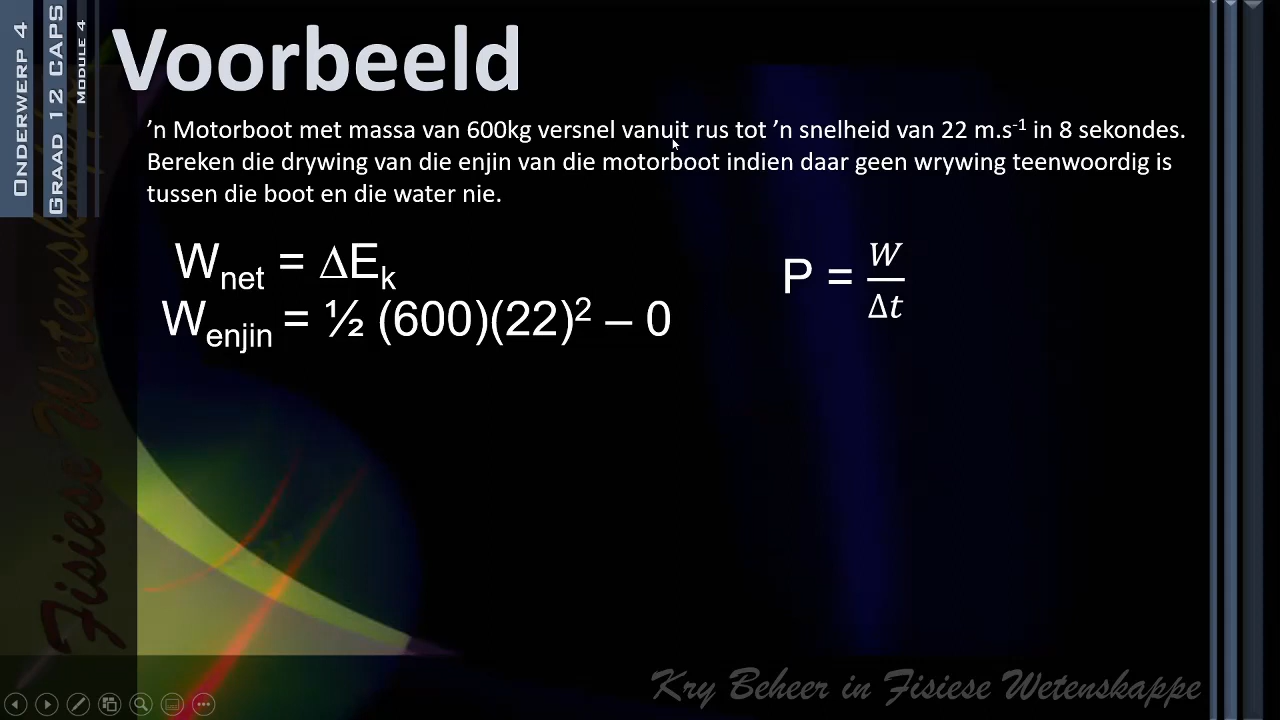 ONDERWERP 4
GRAAD 12 CAPS
MODULE 4
Voorbeeld
’n Motorboot met massa van 600kg versnel vanuit rus tot ’n snelheid van 22 m.s⁻¹ in 8 sekondes.
Bereken die drywing van die enjin van die motorboot indien daar geen wrywing teenwoordig is
tussen die boot en die water nie.
W_net = ΔE_k
W_enjin = ½ (600)(22)² – 0
P = W/Δt
Fisiese Wetenskappe
Kry Beheer in Fisiese Wetenskappe